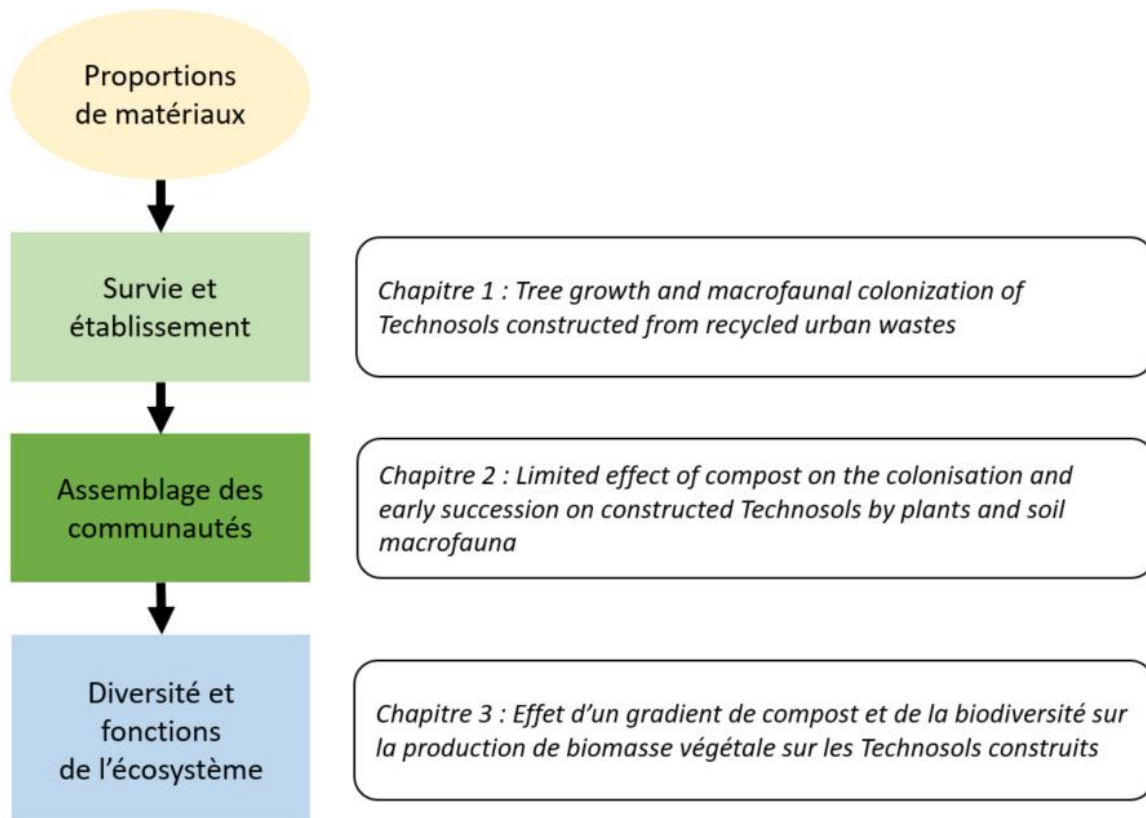 Proportions
de matériaux
Survie et
établissement
Chapitre 1 : Tree growth and macrofaunal colonization of
Technosols constructed from recycled urban wastes
Assemblage des
communautés
Chapitre 2 : Limited effect of compost on the colonisation and
early succession on constructed Technosols by plants and soil
macrofauna
Diversité et
fonctions
de l’écosystème
Chapitre 3 : Effet d’un gradient de compost et de la biodiversité sur
la production de biomasse végétale sur les Technosols construits